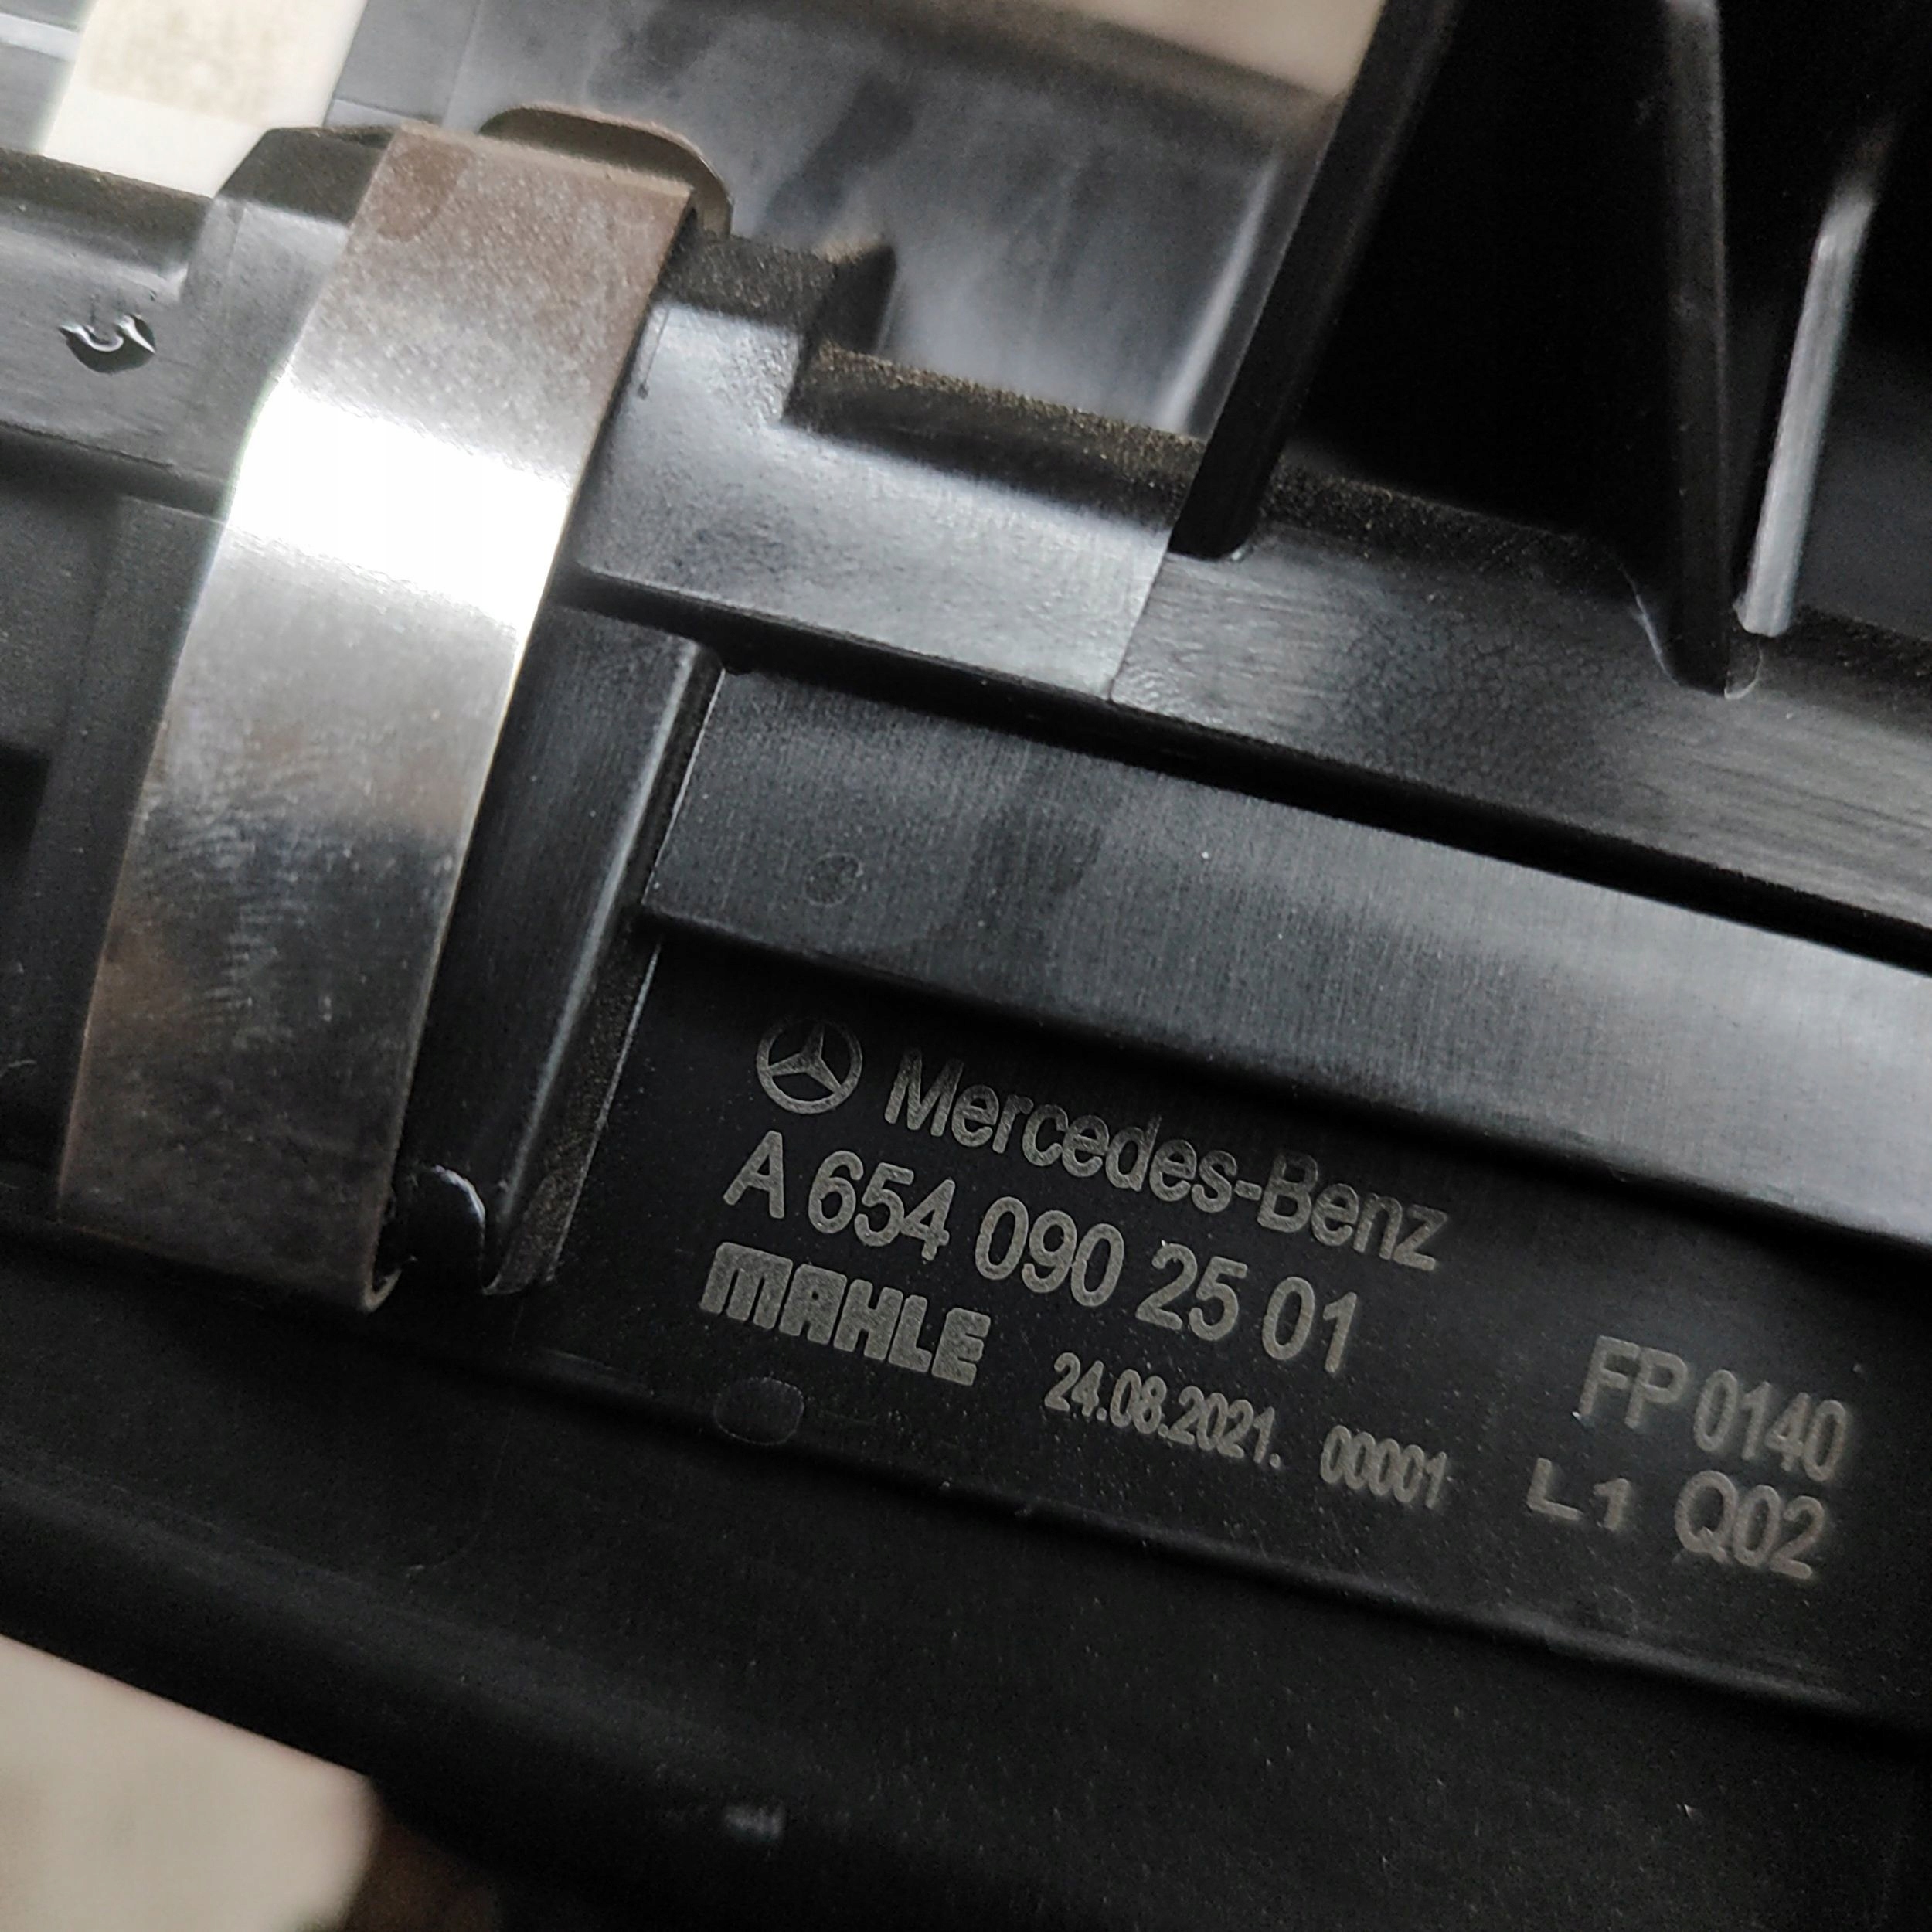 Mercedes-Benz
A 654 090 25 01
MAHLE
24.08.2021. 00001
FP 0140
L1 Q02